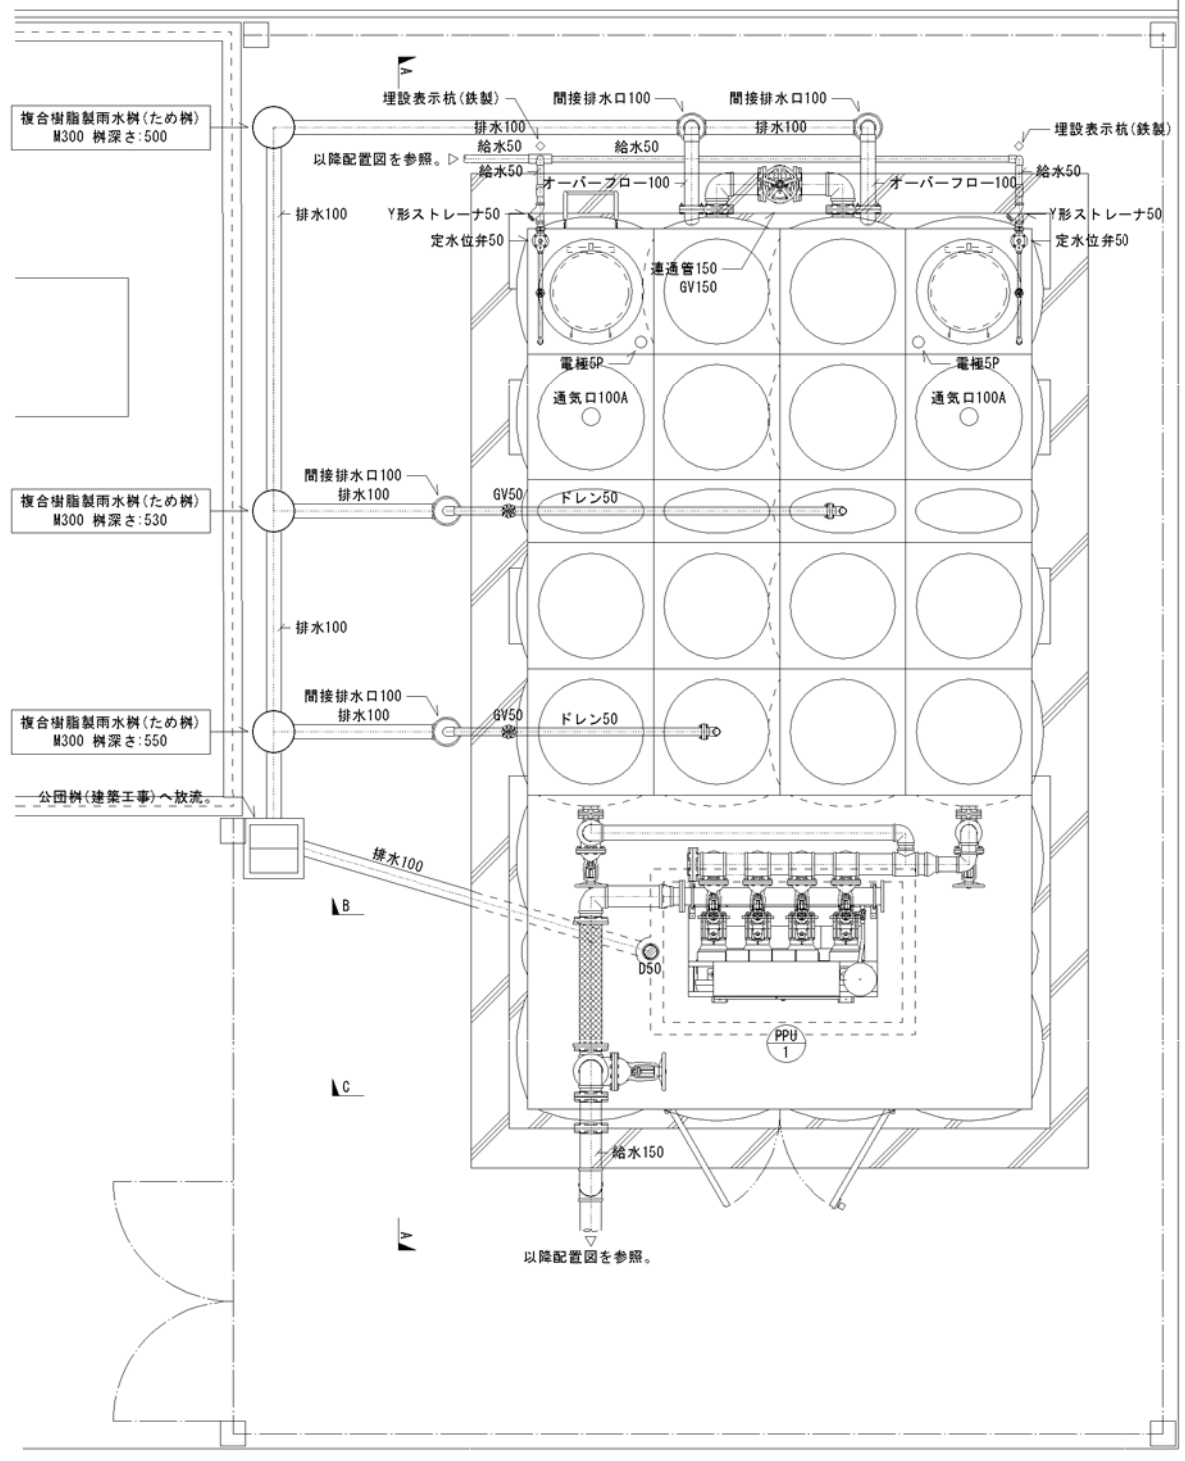 A
埋設表示杭(鉄製)
間接排水口100
間接排水口100
複合樹脂製雨水桝(ため桝)
M300 桝深さ:500
排水100
排水100
埋設表示杭(鉄製)
給水50
給水50
以降配置図を参照。
給水50
オーバーフロー100
オーバーフロー100
給水50
排水100
Y形ストレーナ50
Y形ストレーナ50
定水位弁50
定水位弁50
連通管150
GV150
電極5P
電極5P
通気口100A
通気口100A
間接排水口100
排水100
GV50
ドレン50
複合樹脂製雨水桝(ため桝)
M300 桝深さ:530
排水100
間接排水口100
排水100
GV50
ドレン50
複合樹脂製雨水桝(ため桝)
M300 桝深さ:550
公団桝(建築工事)へ放流。
排水100
B
D50
PPU
1
C
給水150
A
以降配置図を参照。